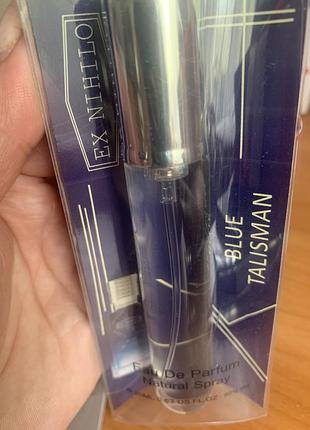 EX NIHILO
BLUE
TALISMAN
Eau De Parfum
Natural Spray